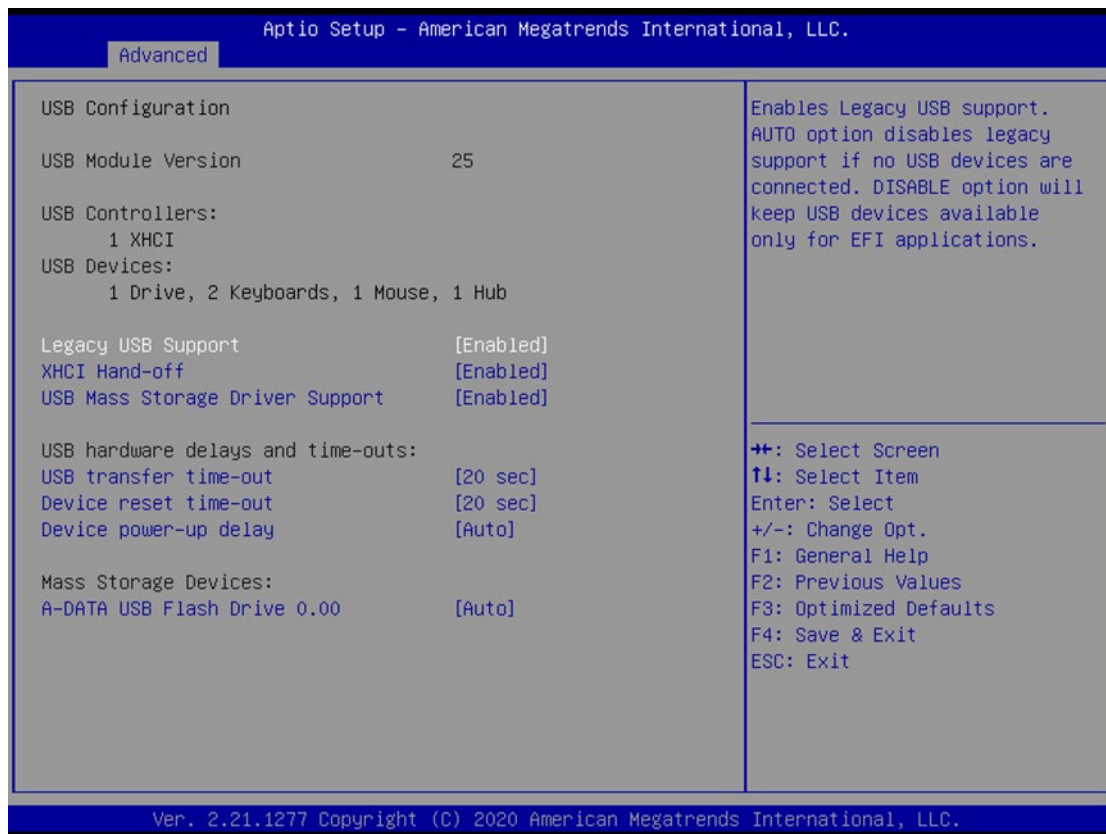 Aptio Setup – American Megatrends International, LLC.
Advanced
USB Configuration
USB Module Version 25
USB Controllers:
1 XHCI
USB Devices:
1 Drive, 2 Keyboards, 1 Mouse, 1 Hub
Legacy USB Support [Enabled]
XHCI Hand-off [Enabled]
USB Mass Storage Driver Support [Enabled]
USB hardware delays and time-outs:
USB transfer time-out [20 sec]
Device reset time-out [20 sec]
Device power-up delay [Auto]
Mass Storage Devices:
A-DATA USB Flash Drive 0.00 [Auto]
Enables Legacy USB support.
AUTO option disables legacy
support if no USB devices are
connected. DISABLE option will
keep USB devices available
only for EFI applications.
→←: Select Screen
↑↓: Select Item
Enter: Select
+/-: Change Opt.
F1: General Help
F2: Previous Values
F3: Optimized Defaults
F4: Save & Exit
ESC: Exit
Ver. 2.21.1277 Copyright (C) 2020 American Megatrends International, LLC.